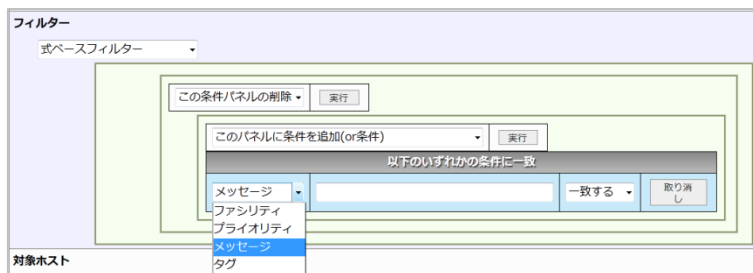 フィルター
式ベースフィルター
この条件パネルの削除 実行
このパネルに条件を追加(or条件) 実行
以下のいずれかの条件に一致
メッセージ 一致する 取り消し
ファシリティ
プライオリティ
メッセージ
対象ホスト タグ